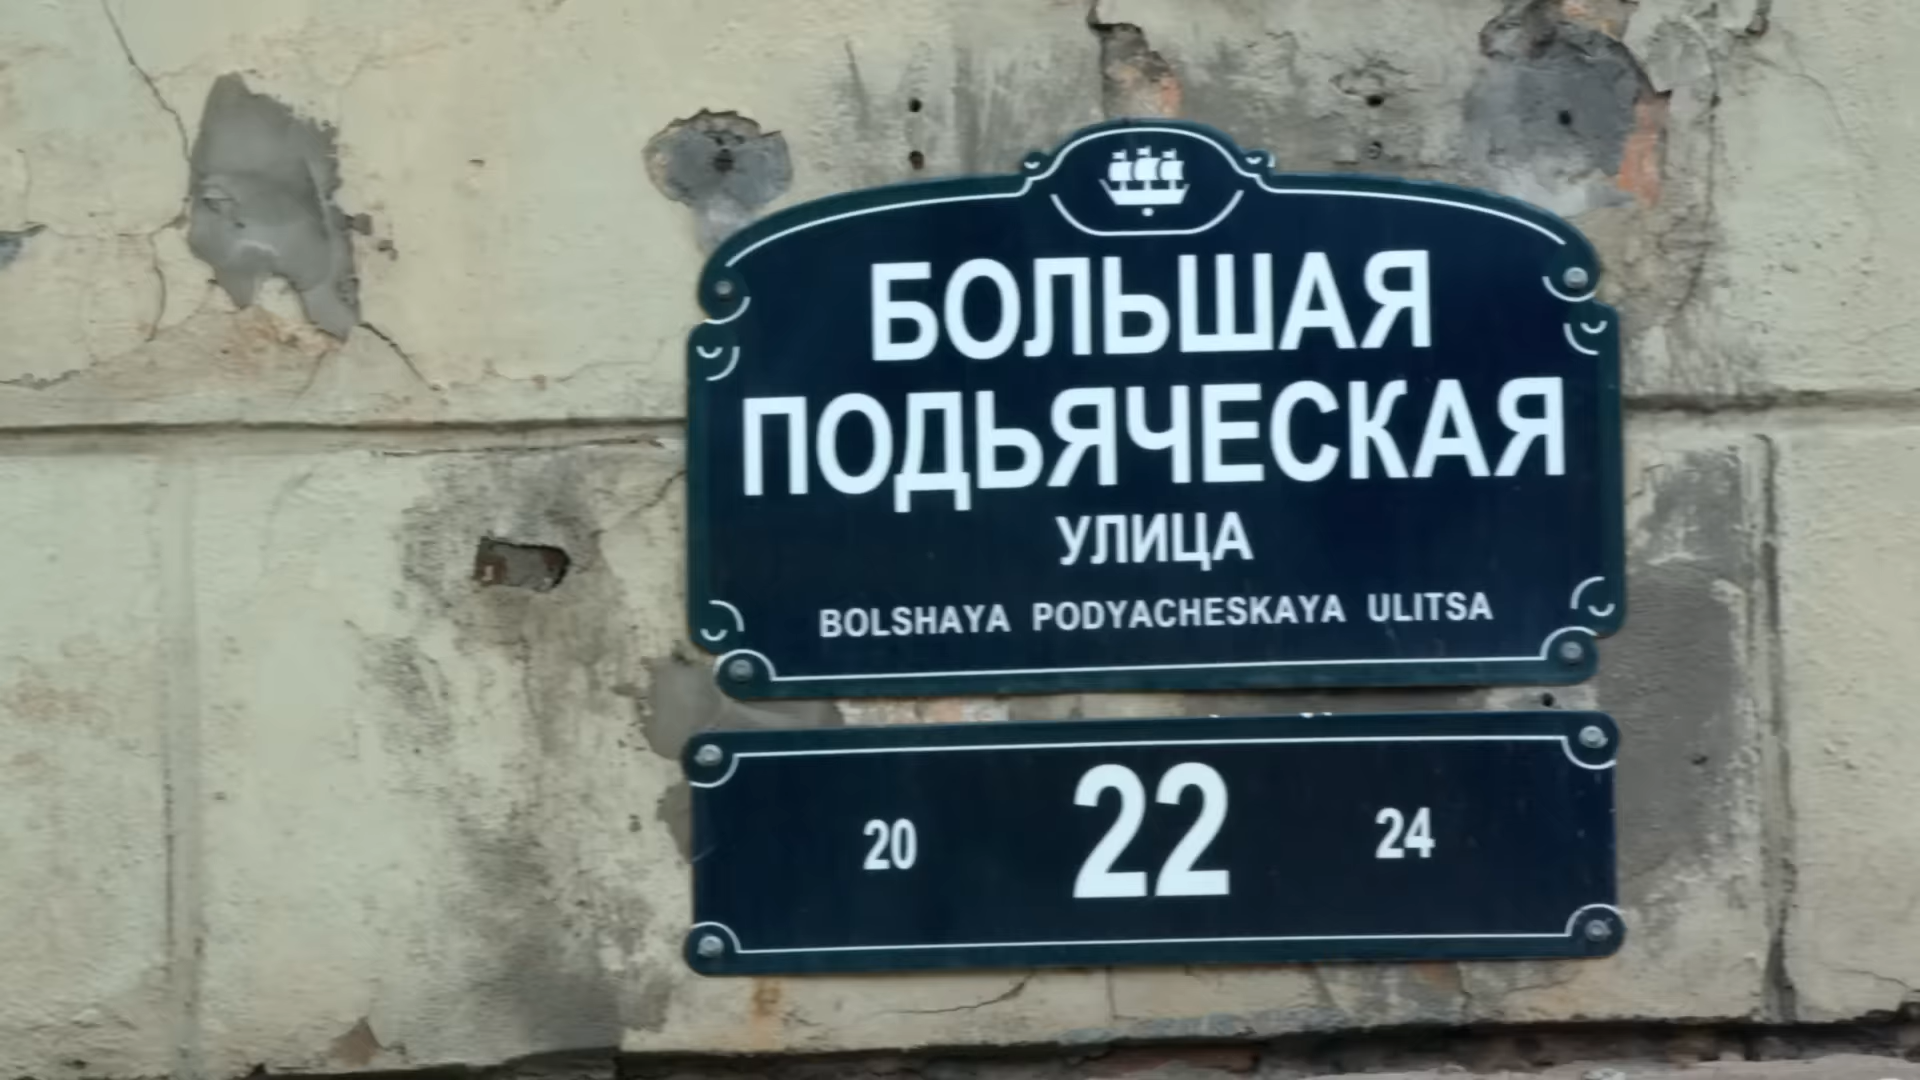 БОЛЬШАЯ
ПОДЬЯЧЕСКАЯ
УЛИЦА
BOLSHAYA PODYACHESKAYA ULITSA
20 22 24